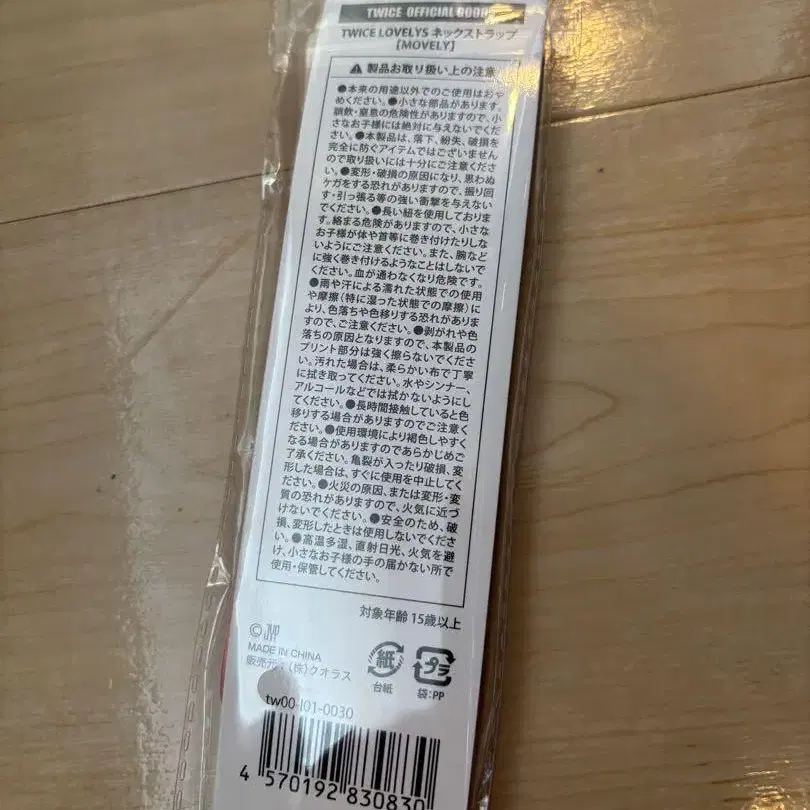 TWICE OFFICIAL GOODS
TWICE LOVELYS ネックストラップ
[MOVELY]
⚠ 製品お取り扱い上の注意
●本来の用途以外でのご使用はおや
めください。●小さな部品があります。
誤飲・窒息の危険性がありますので、小
さなお子様には絶対に与えないでくだ
さい。●本製品は、落下、紛失、破損を
完全に防ぐアイテムではございません
ので取り扱いには十分にご注意くださ
い。●変形・破損の原因になり、思わぬ
ケガをする恐れがありますので、振り回
す・引っ張る等の強い衝撃を与えない
でください。●長い紐を使用しておりま
す。絡まる危険がありますので、小さな
お子様が体や首等に巻き付けたりしな
いようにご注意ください。また、腕など
に強く巻き付けるようなことはしないで
ください。血が通わなくなり危険です。
●雨や汗による濡れた状態での使用
や摩擦(特に湿った状態での摩擦)に
より、色落ちや色移りする恐れがありま
すので、ご注意ください。●剥がれや色
落ちの原因となりますので、本製品の
プリント部分は強く擦らないでくださ
い。汚れた場合は、柔らかい布で丁寧
に拭き取ってください。水やシンナー、
アルコールなどでは拭かないようにし
てください。●長時間接触していると色
移りする場合がありますのでご注意く
ださい。●使用環境により褐色しやすく
なる場合がありますのであらかじめご
了承ください。亀裂が入ったり破損、変
形した場合は、すぐに使用を中止してく
ださい。●火災の原因、または変形・変
質の恐れがありますので、火気に近づ
けないでください。●安全のため、破
損、変形したときは使用しないでくださ
い。●高温多湿、直射日光、火気を避
け、小さなお子様の手の届かない所で
使用・保管してください。
対象年齢 15歳以上
© JYP
MADE IN CHINA
販売元:(株)クオラス
紙
台紙
プラ
袋:PP
tw00-l01-0030
4 570192 830830